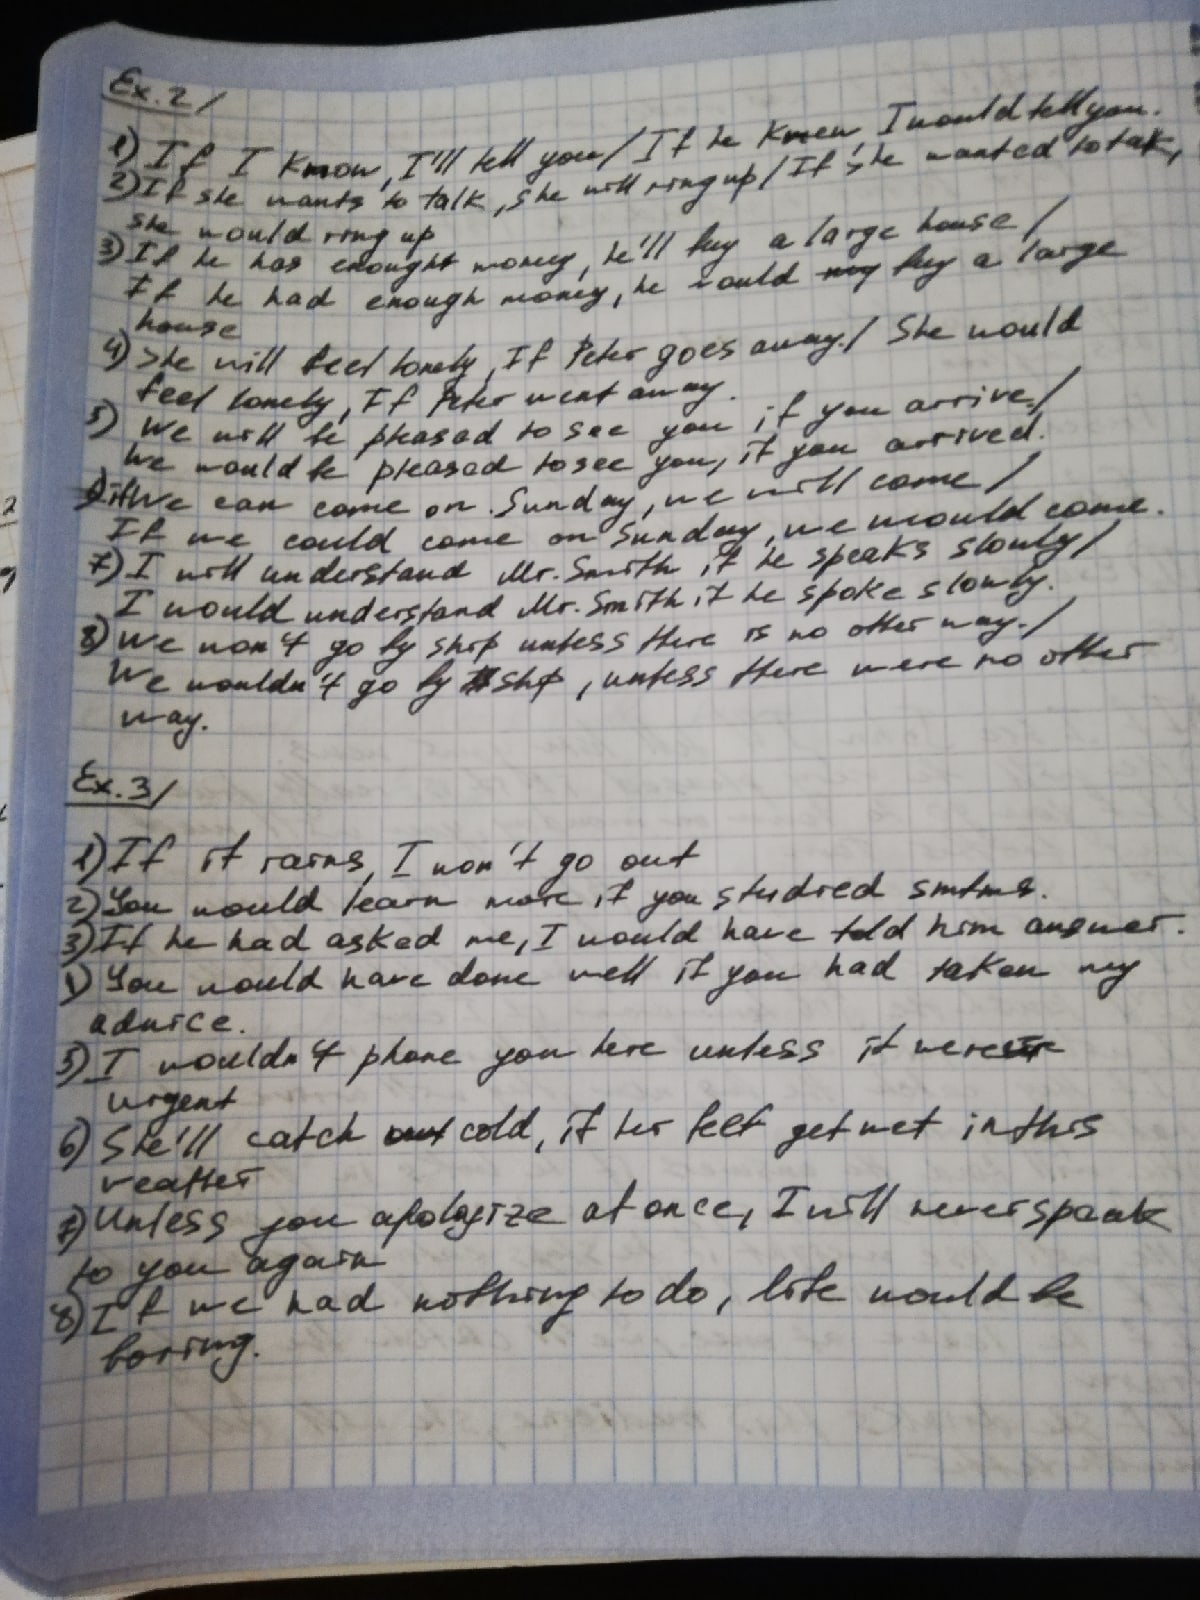 Ex. 2/
1) If I know, I'll tell you/If he knew, I would tell you.
2) If she wants to talk, she will ring up/If she wanted to talk,
she would ring up
3) If he has enought money, he'll buy a large house/
If he had enough money, he would buy a large
house
4) She will feel lonely, If Peter goes away./ She would
feel lonely, If Peter went away.
5) We will be pleasad to see you if you arrive/
We would be pleasad to see you, if you arrived.
If We can come on Sunday, we will come/
If we could come on Sunday, we would come.
7) I will understand Mr. Smith if he speaks slowly/
I would understand Mr. Smith if he spoke slowly.
8) We won't go by ship unless there is no other way./
We wouldn't go by ship, unless there were no other
way.
Ex. 3/
1) If it rains, I won't go out
2) You would learn more if you studied smtms.
3) If he had asked me, I would have told him answer.
You would have done well if you had taken my
advice.
5) I wouldn't phone you here unless it were
urgent
6) She'll catch cold, if her feet get wet in this
weather
7) Unless you apologize at once, I will never speak
to you again
8) If we had nothing to do, life would be
boring.